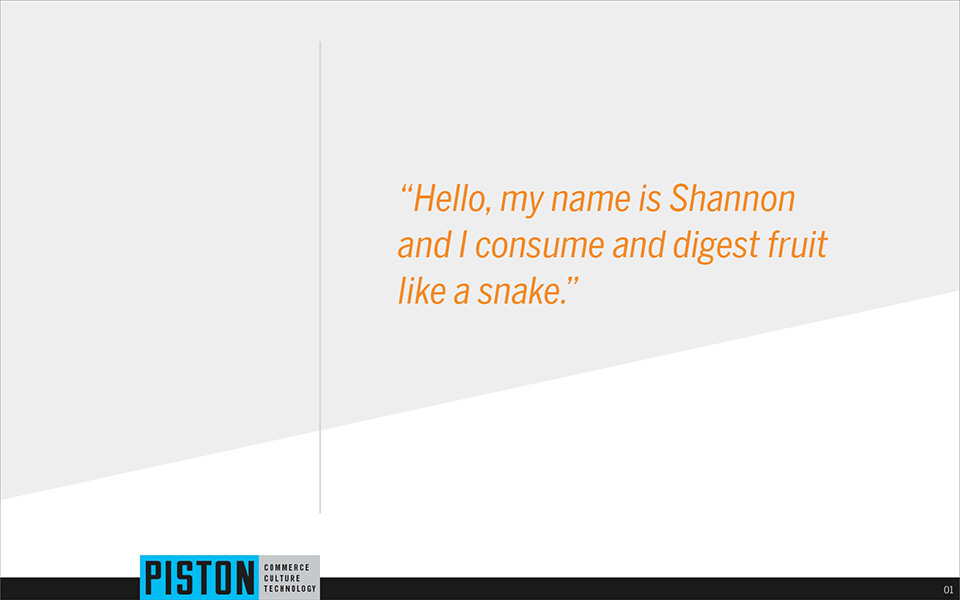 “Hello, my name is Shannon
and I consume and digest fruit
like a snake.”
PISTON
COMMERCE
CULTURE
TECHNOLOGY
01